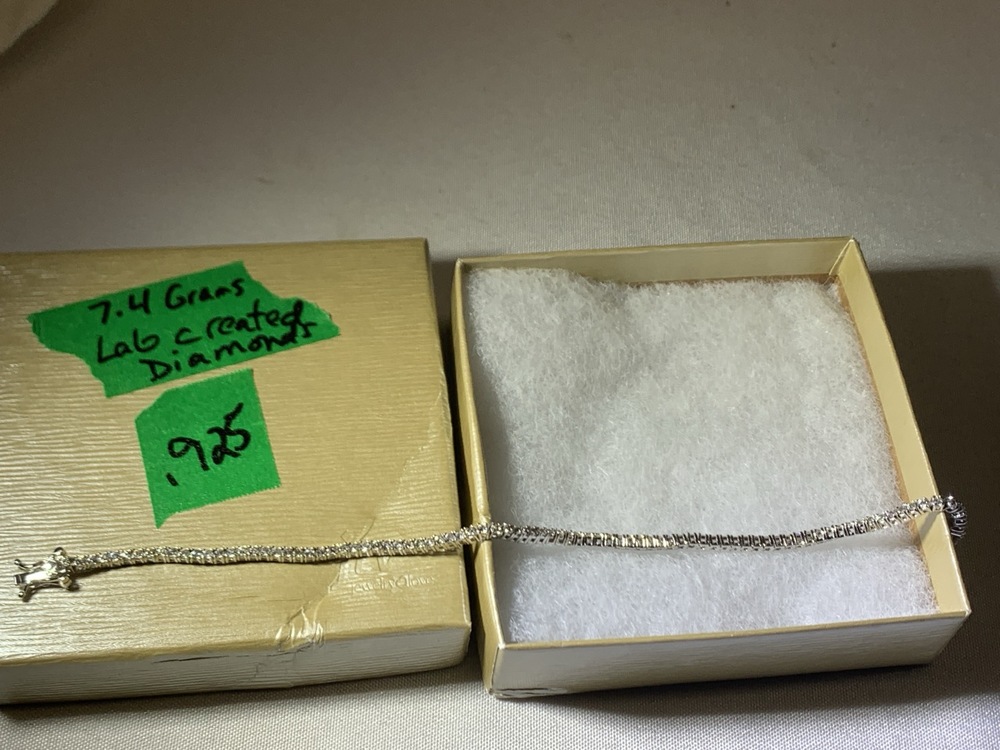 7.4 Grams
Lab created
Diamonds
.925